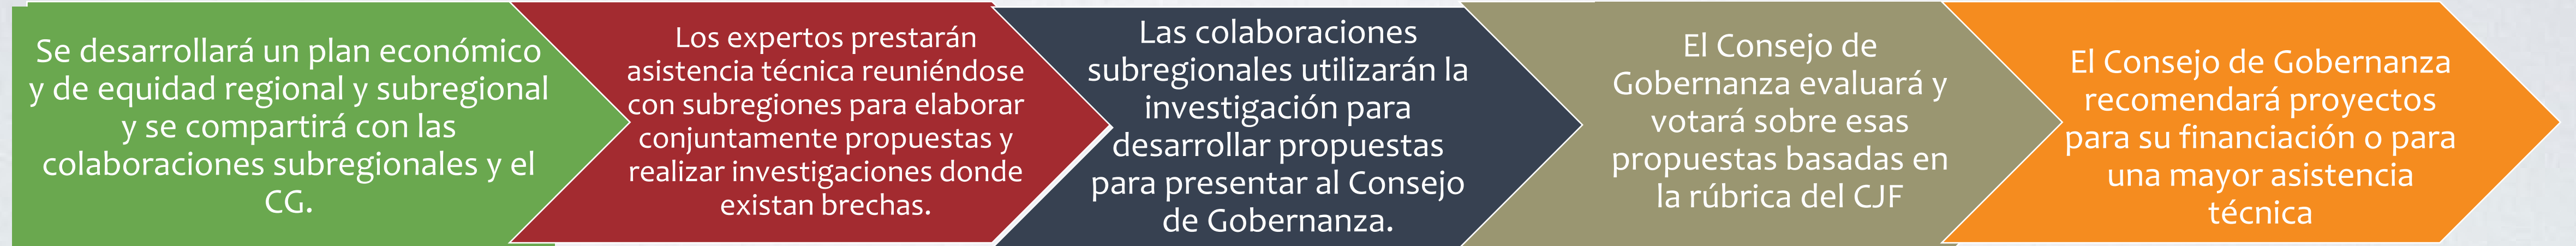 Se desarrollará un plan económico
y de equidad regional y subregional
y se compartirá con las
colaboraciones subregionales y el
CG.
Los expertos prestarán
asistencia técnica reuniéndose
con subregiones para elaborar
conjuntamente propuestas y
realizar investigaciones donde
existan brechas.
Las colaboraciones
subregionales utilizarán la
investigación para
desarrollar propuestas
para presentar al Consejo
de Gobernanza.
El Consejo de
Gobernanza evaluará y
votará sobre esas
propuestas basadas en
la rúbrica del CJF
El Consejo de Gobernanza
recomendará proyectos
para su financiación o para
una mayor asistencia
técnica